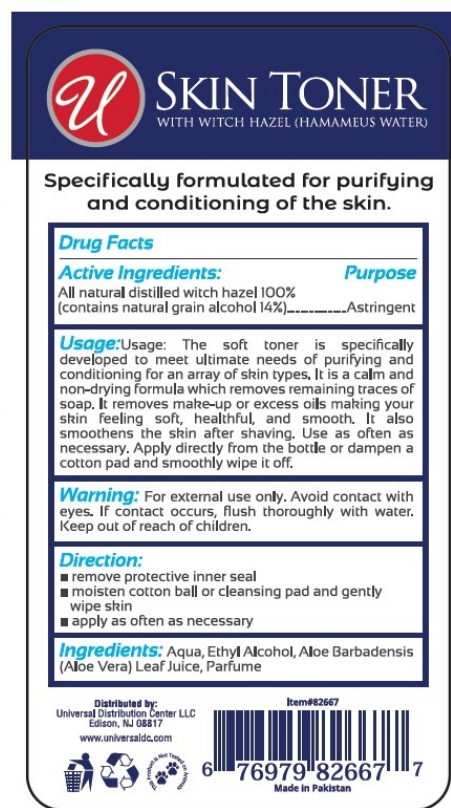 U
SKIN TONER
WITH WITCH HAZEL (HAMAMEUS WATER)
Specifically formulated for purifying
and conditioning of the skin.
Drug Facts
Active Ingredients: Purpose
All natural distilled witch hazel 100%
(contains natural grain alcohol 14%)............Astringent
Usage:Usage: The soft toner is specifically
developed to meet ultimate needs of purifying and
conditioning for an array of skin types. It is a calm and
non-drying formula which removes remaining traces of
soap. It removes make-up or excess oils making your
skin feeling soft, healthful, and smooth. It also
smoothens the skin after shaving. Use as often as
necessary. Apply directly from the bottle or dampen a
cotton pad and smoothly wipe it off.
Warning: For external use only. Avoid contact with
eyes. If contact occurs, flush thoroughly with water.
Keep out of reach of children.
Direction:
■ remove protective inner seal
■ moisten cotton ball or cleansing pad and gently
wipe skin
■ apply as often as necessary
Ingredients: Aqua, Ethyl Alcohol, Aloe Barbadensis
(Aloe Vera) Leaf Juice, Parfume
Distributed by:
Universal Distribution Center LLC
Edison, NJ 08817
www.universaldc.com
This Product is Not Tested on Animals
Item#82667
6 76979 82667 7
Made in Pakistan